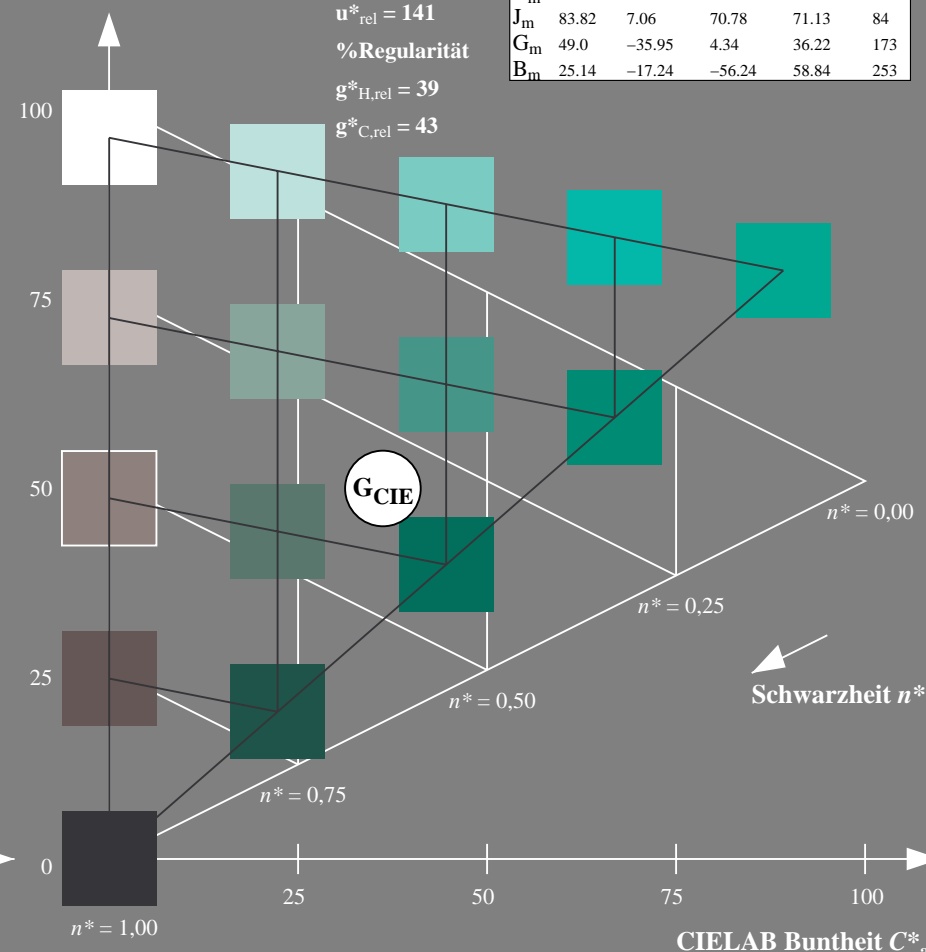 u*rel = 141
%Regularität
g*H,rel = 39
g*C,rel = 43
Jm 83.82 7.06 70.78 71.13 84
Gm 49.0 −35.95 4.34 36.22 173
Bm 25.14 −17.24 −56.24 58.84 253
100
75
50
25
0
GCIE
n* = 0,00
n* = 0,25
Schwarzheit n*
n* = 0,50
n* = 0,75
n* = 1,00
25 50 75 100
CIELAB Buntheit C*